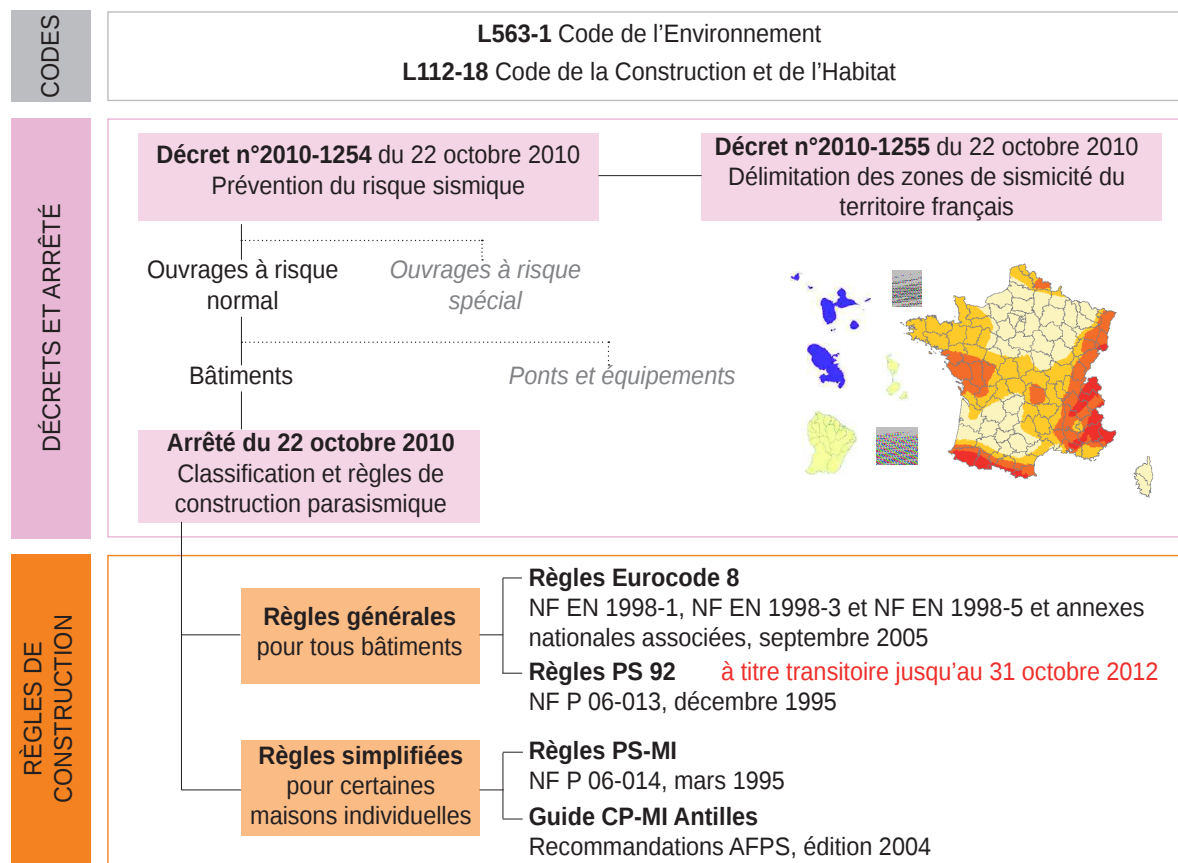 CODES
L563-1 Code de l’Environnement
L112-18 Code de la Construction et de l’Habitat
DÉCRETS ET ARRÊTÉ
Décret n°2010-1254 du 22 octobre 2010
Prévention du risque sismique
Décret n°2010-1255 du 22 octobre 2010
Délimitation des zones de sismicité du
territoire français
Ouvrages à risque
normal
Ouvrages à risque
spécial
Bâtiments
Ponts et équipements
Arrêté du 22 octobre 2010
Classification et règles de
construction parasismique
RÈGLES DE
CONSTRUCTION
Règles générales
pour tous bâtiments
Règles Eurocode 8
NF EN 1998-1, NF EN 1998-3 et NF EN 1998-5 et annexes
nationales associées, septembre 2005
Règles PS 92 à titre transitoire jusqu’au 31 octobre 2012
NF P 06-013, décembre 1995
Règles simplifiées
pour certaines
maisons individuelles
Règles PS-MI
NF P 06-014, mars 1995
Guide CP-MI Antilles
Recommandations AFPS, édition 2004